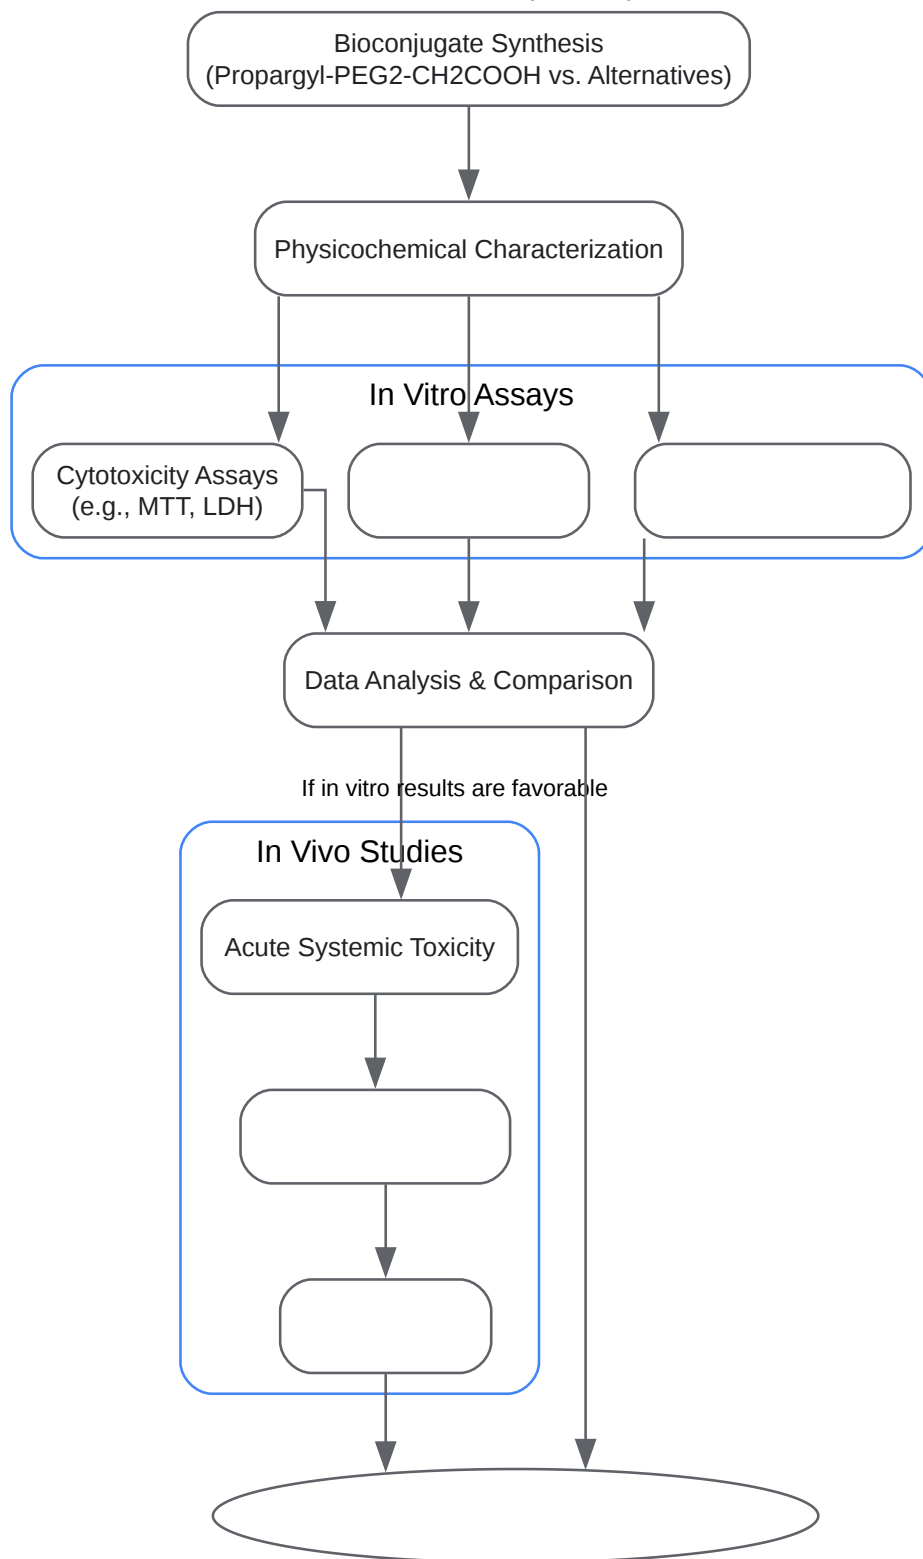 Bioconjugate Synthesis
(Propargyl-PEG2-CH2COOH vs. Alternatives)
Physicochemical Characterization
In Vitro Assays
Cytotoxicity Assays
(e.g., MTT, LDH)
Data Analysis & Comparison
If in vitro results are favorable
In Vivo Studies
Acute Systemic Toxicity